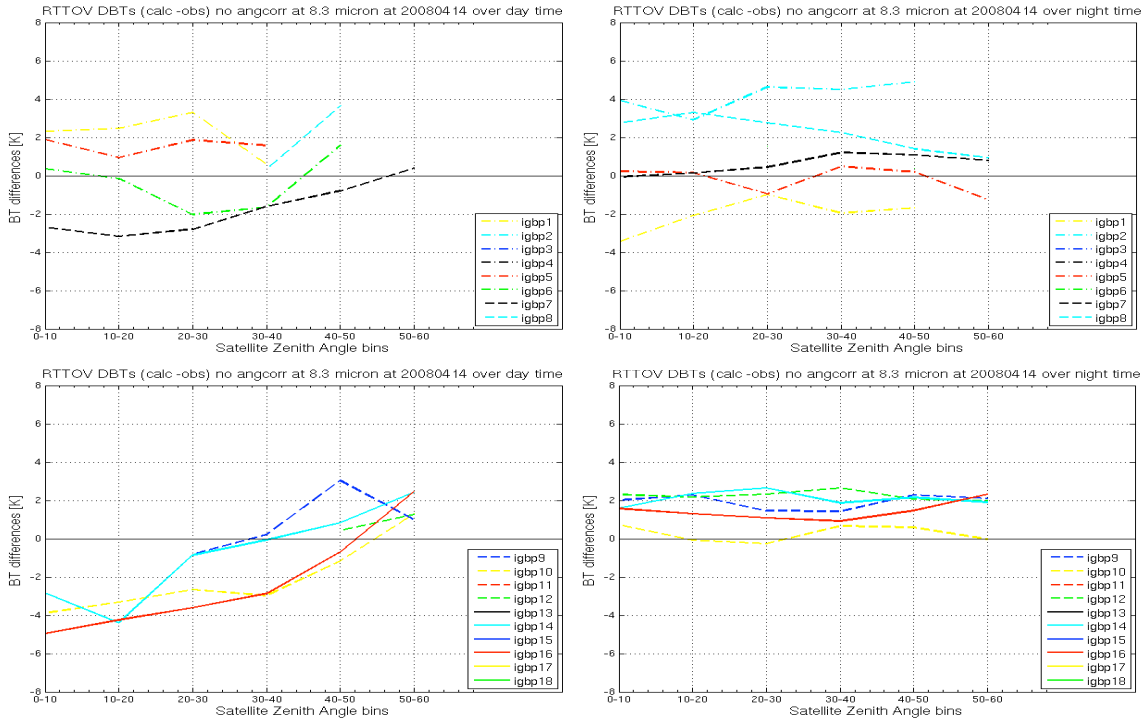 RTTOV DBTs (calc -obs) no angcorr at 8.3 micron at 20080414 over day time
8
6
4
2
0
-2
-4
-6
-8
BT differences [K]
0-10 10-20 20-30 30-40 40-50 50-60
Satellite Zenith Angle bins
igbp1
igbp2
igbp3
igbp4
igbp5
igbp6
igbp7
igbp8
RTTOV DBTs (calc -obs) no angcorr at 8.3 micron at 20080414 over night time
8
6
4
2
0
-2
-4
-6
-8
BT differences [K]
0-10 10-20 20-30 30-40 40-50 50-60
Satellite Zenith Angle bins
igbp1
igbp2
igbp3
igbp4
igbp5
igbp6
igbp7
igbp8
RTTOV DBTs (calc -obs) no angcorr at 8.3 micron at 20080414 over day time
8
6
4
2
0
-2
-4
-6
-8
BT differences [K]
0-10 10-20 20-30 30-40 40-50 50-60
Satellite Zenith Angle bins
igbp9
igbp10
igbp11
igbp12
igbp13
igbp14
igbp15
igbp16
igbp17
igbp18
RTTOV DBTs (calc -obs) no angcorr at 8.3 micron at 20080414 over night time
8
6
4
2
0
-2
-4
-6
-8
BT differences [K]
0-10 10-20 20-30 30-40 40-50 50-60
Satellite Zenith Angle bins
igbp9
igbp10
igbp11
igbp12
igbp13
igbp14
igbp15
igbp16
igbp17
igbp18